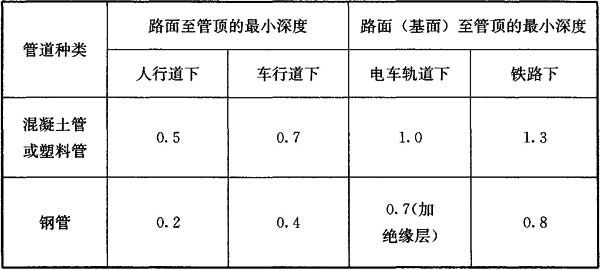 管道种类
路面至管顶的最小深度
路面（基面）至管顶的最小深度
人行道下
车行道下
电车轨道下
铁路下
混凝土管
或塑料管
0.5
0.7
1.0
1.3
钢管
0.2
0.4
0.7(加
绝缘层)
0.8